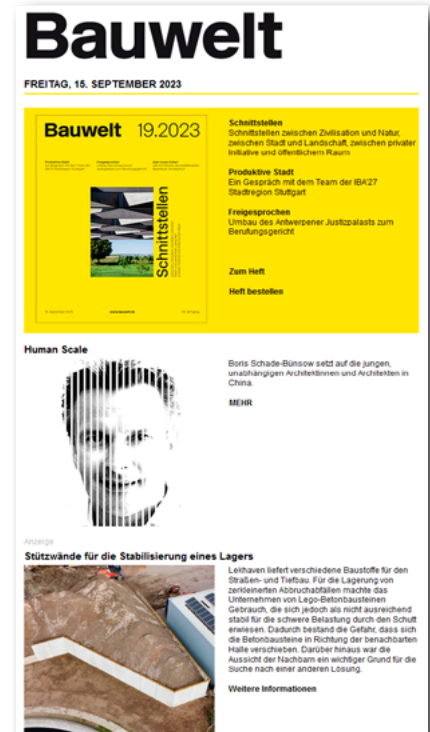 Bauwelt
FREITAG, 15. SEPTEMBER 2023
Bauwelt 19.2023
Produktive Stadt
Freigesprochen
Schnittstellen
www.bauwelt.de
Schnittstellen
Schnittstellen zwischen Zivilisation und Natur,
zwischen Stadt und Landschaft, zwischen privater
Initiative und öffentlichem Raum
Produktive Stadt
Ein Gespräch mit dem Team der IBA'27
Stadtregion Stuttgart
Freigesprochen
Umbau des Antwerpener Justizpalasts zum
Berufungsgericht
Zum Heft
Heft bestellen
Human Scale
Boris Schade-Bünsow setzt auf die jungen,
unabhängigen Architektinnen und Architekten in
China.
MEHR
Anzeige
Stützwände für die Stabilisierung eines Lagers
Lekhaven liefert verschiedene Baustoffe für den
Straßen- und Tiefbau. Für die Lagerung von
zerkleinerten Abbruchabfällen machte das
Unternehmen von Lego-Betonbausteinen
Gebrauch, die sich jedoch als nicht ausreichend
stabil für die schwere Belastung durch den Schutt
erwiesen. Dadurch bestand die Gefahr, dass sich
die Betonbausteine in Richtung der benachbarten
Halle verschieben. Darüber hinaus war die
Aussicht der Nachbarn ein wichtiger Grund für die
Suche nach einer anderen Lösung.
Weitere Informationen